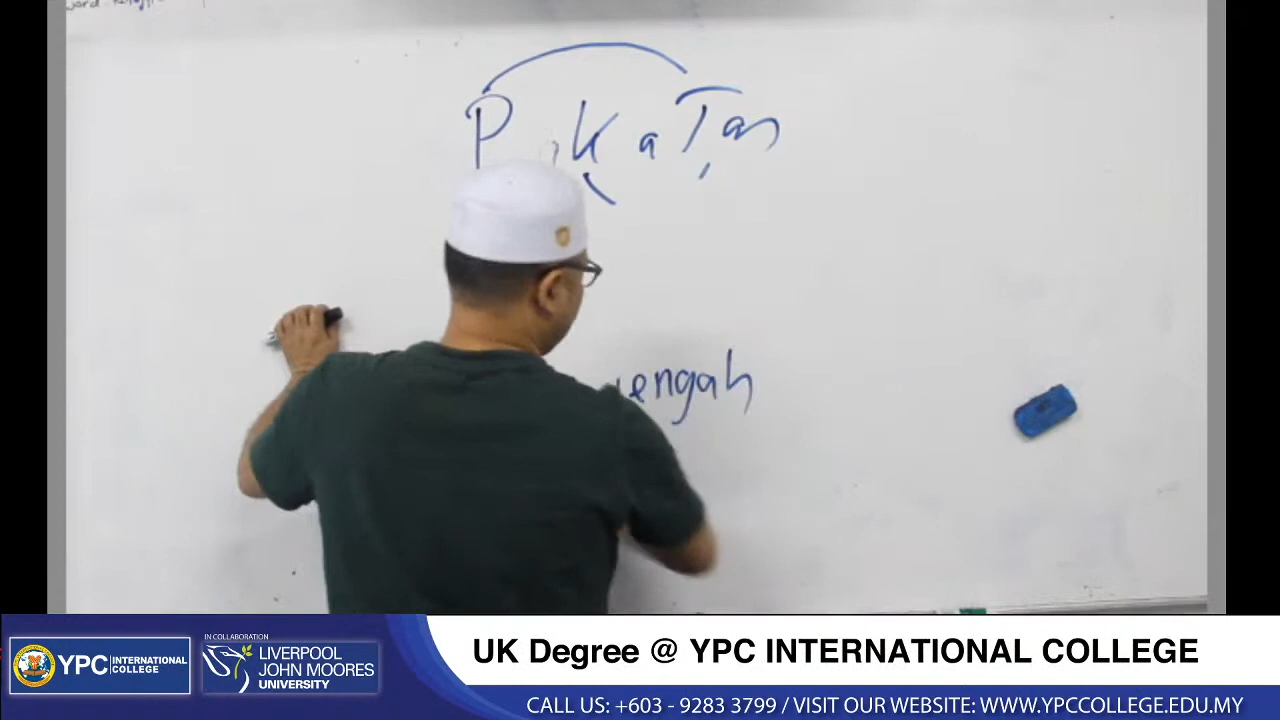 P K a Tan
engah
YPC INTERNATIONAL COLLEGE
IN COLLABORATION
LIVERPOOL
JOHN MOORES
UNIVERSITY
UK Degree @ YPC INTERNATIONAL COLLEGE
CALL US: +603 - 9283 3799 / VISIT OUR WEBSITE: WWW.YPCCOLLEGE.EDU.MY